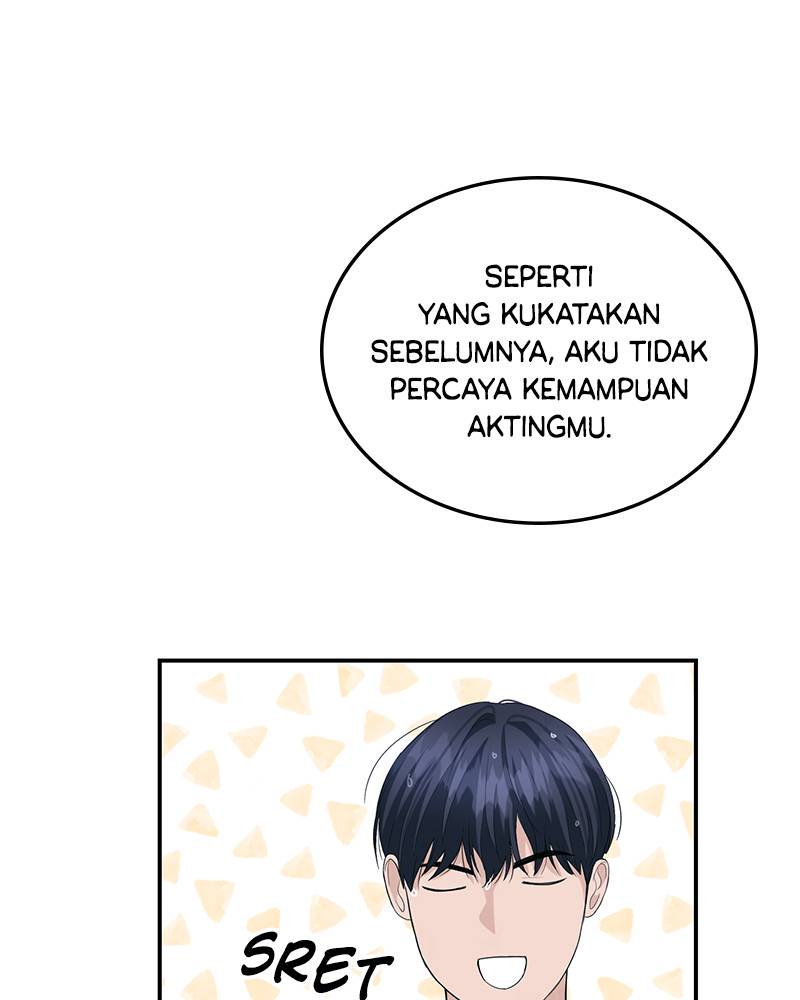 SEPERTI
YANG KUKATAKAN
SEBELUMNYA, AKU TIDAK
PERCAYA KEMAMPUAN
AKTINGMU.
SRET